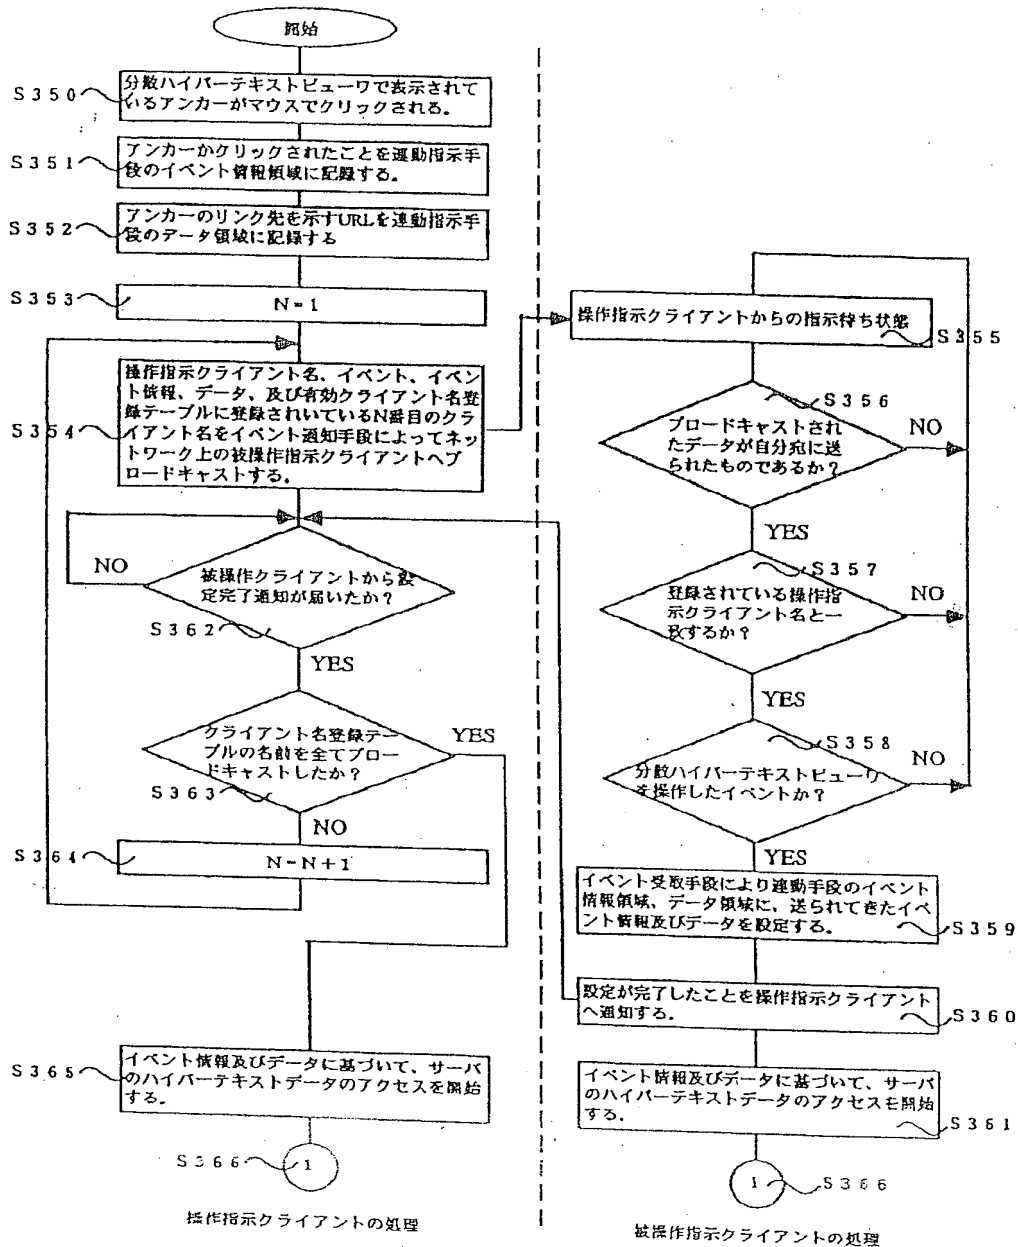 開始
S350
分散ハイパーテキストビューワで表示されて
いるアンカーがマウスでクリックされる。
S351
アンカーがクリックされたことを連動指示手
段のイベント情報領域に記録する。
S352
アンカーのリンク先を示すURLを連動指示手
段のデータ領域に記録する
S353
N=1
S354
操作指示クライアント名、イベント、イベン
ト情報、データ、及び有効クライアント名登
録テーブルに登録されいているN番目のクラ
イアント名をイベント通知手段によってネッ
トワーク上の被操作指示クライアントへブ
ロードキャストする。
NO
被操作クライアントから設
定完了通知が届いたか?
S362
YES
クライアント名登録テー
ブルの名前を全てブロー
ドキャストしたか?
S363
YES
NO
S364
N=N+1
S365
イベント情報及びデータに基づいて、サーバ
のハイパーテキストデータのアクセスを開始
する。
S366
1
操作指示クライアントの処理
操作指示クライアントからの指示待ち状態
S355
S356
ブロードキャストされ
たデータが自分宛に送
られたものであるか?
NO
YES
S357
登録されている操作指
示クライアント名と一
致するか?
NO
YES
S358
分散ハイパーテキストビューワ
を操作したイベントか?
NO
YES
イベント受取手段により連動手段のイベント
情報領域、データ領域に、送られてきたイベ
ント情報及びデータを設定する。
S359
設定が完了したことを操作指示クライアント
へ通知する。
S360
イベント情報及びデータに基づいて、サーバ
のハイパーテキストデータのアクセスを開始
する。
S361
1
S366
被操作指示クライアントの処理